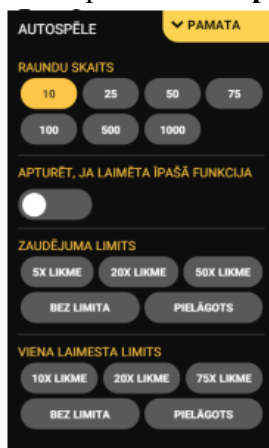 AUTOSPĒLE PAMATA
RAUNDU SKAITS
10 25 50 75
100 500 1000
APTURĒT, JA LAIMĒTA ĪPAŠĀ FUNKCIJA
ZAUDĒJUMA LIMITS
5X LIKME 20X LIKME 50X LIKME
BEZ LIMITA PIELĀGOTS
VIENA LAIMESTA LIMITS
10X LIKME 20X LIKME 75X LIKME
BEZ LIMITA PIELĀGOTS